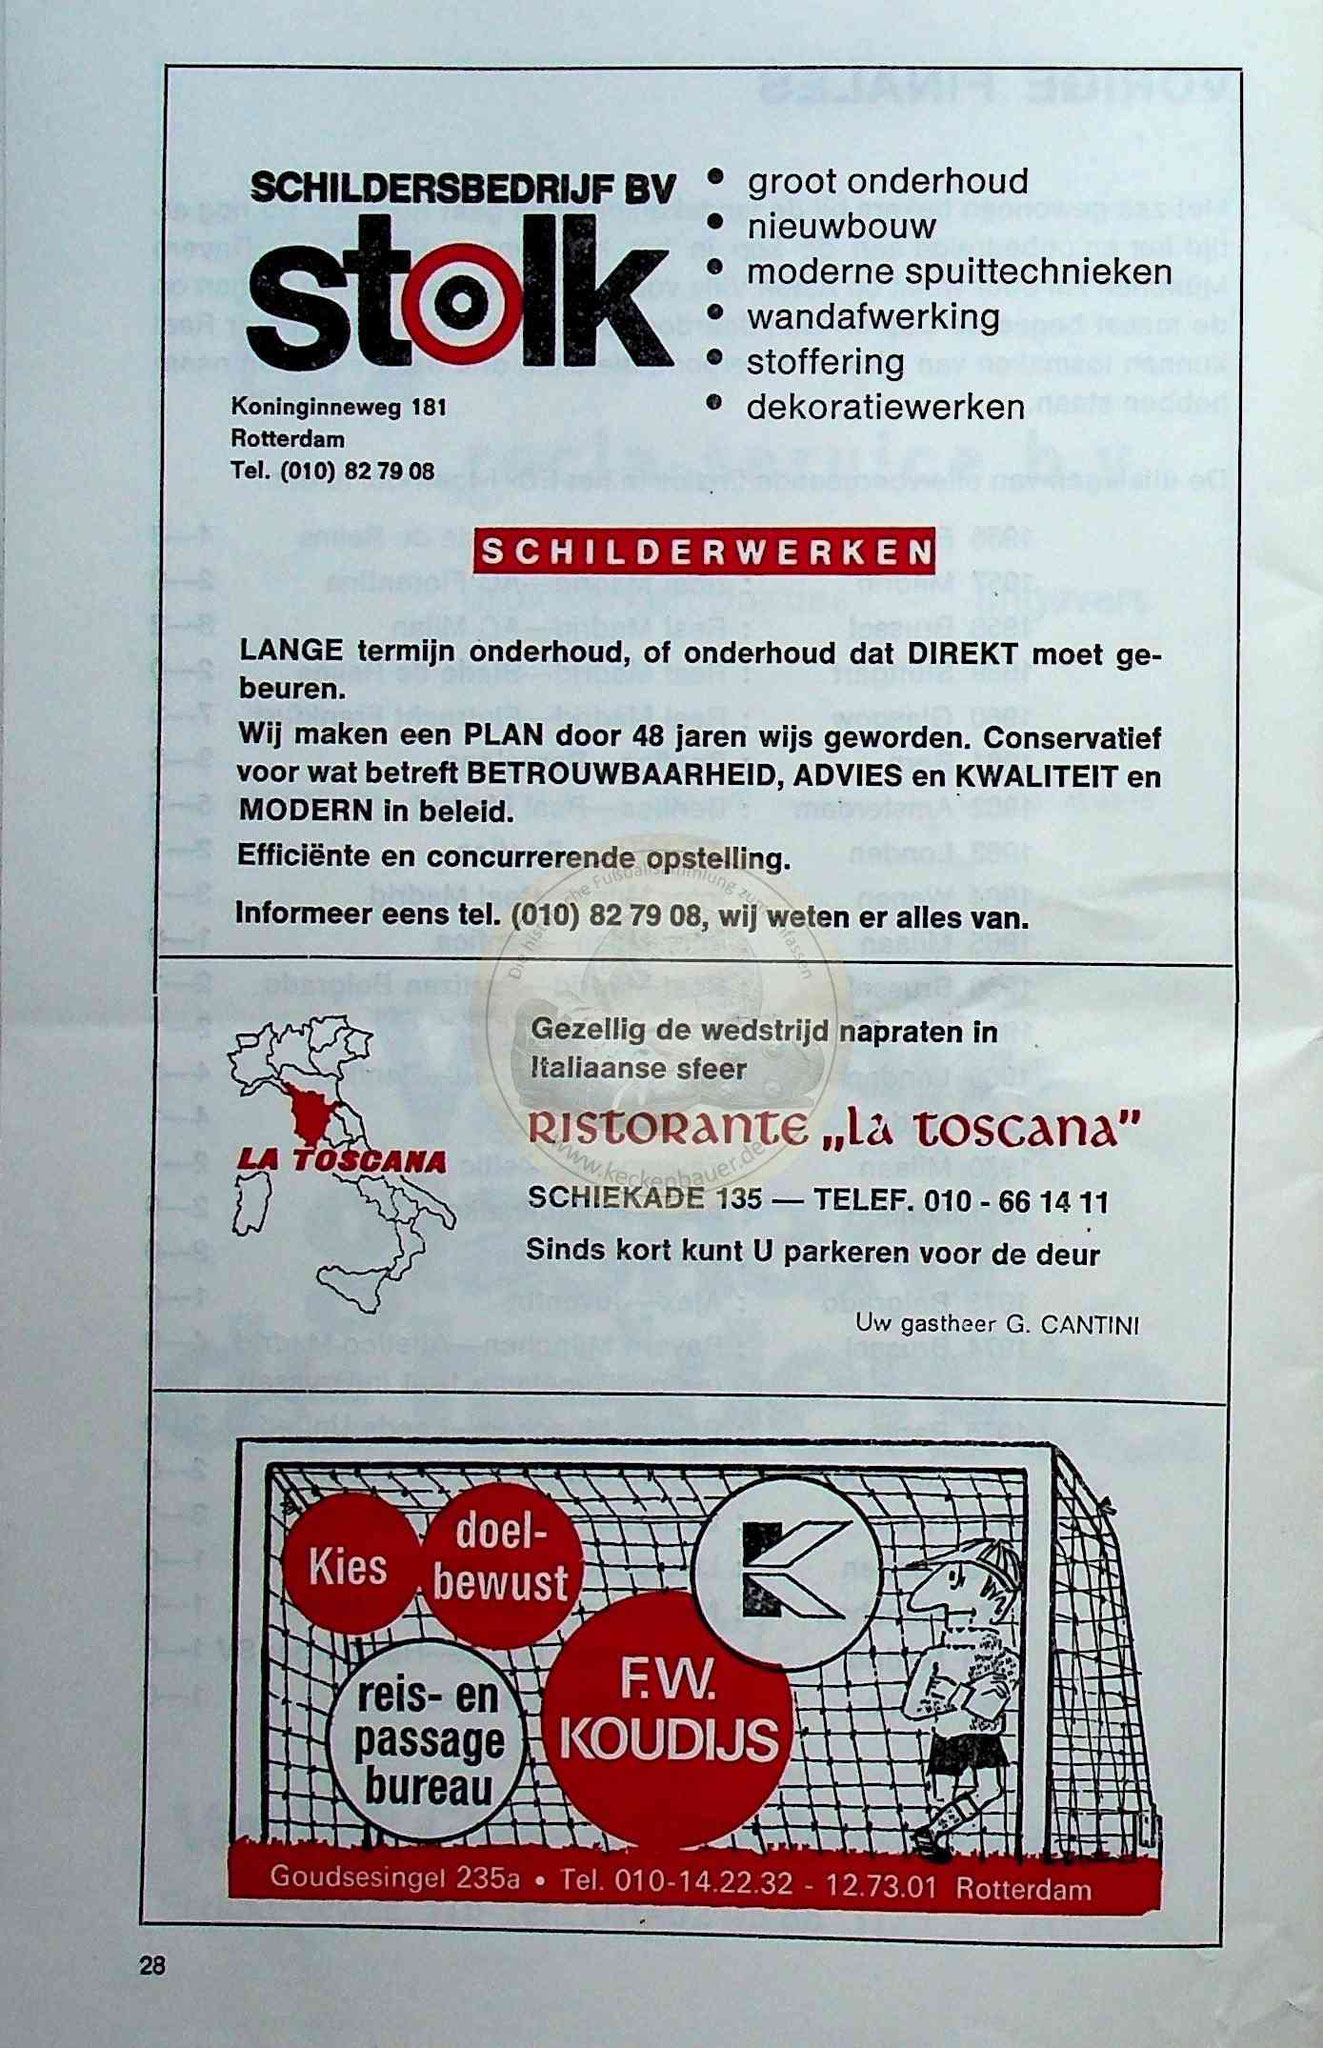 SCHILDERSBEDRIJF BV
stolk
Koninginneweg 181
Rotterdam
Tel. (010) 82 79 08
• groot onderhoud
• nieuwbouw
• moderne spuittechnieken
• wandafwerking
• stoffering
• dekoratiewerken
SCHILDERWERKEN
LANGE termijn onderhoud, of onderhoud dat DIREKT moet ge-
beuren.
Wij maken een PLAN door 48 jaren wijs geworden. Conservatief
voor wat betreft BETROUWBAARHEID, ADVIES en KWALITEIT en
MODERN in beleid.
Efficiënte en concurrerende opstelling.
Informeer eens tel. (010) 82 79 08, wij weten er alles van.
LA TOSCANA
Gezellig de wedstrijd napraten in
Italiaanse sfeer
RISTORANTE „la toscana”
SCHIEKADE 135 — TELEF. 010 - 66 14 11
Sinds kort kunt U parkeren voor de deur
Uw gastheer G. CANTINI
www.keckenbauer.de
Kies
doel-
bewust
K
reis- en
passage
bureau
F.W.
KOUDIJS
Goudsesingel 235a • Tel. 010-14.22.32 - 12.73.01 Rotterdam
28